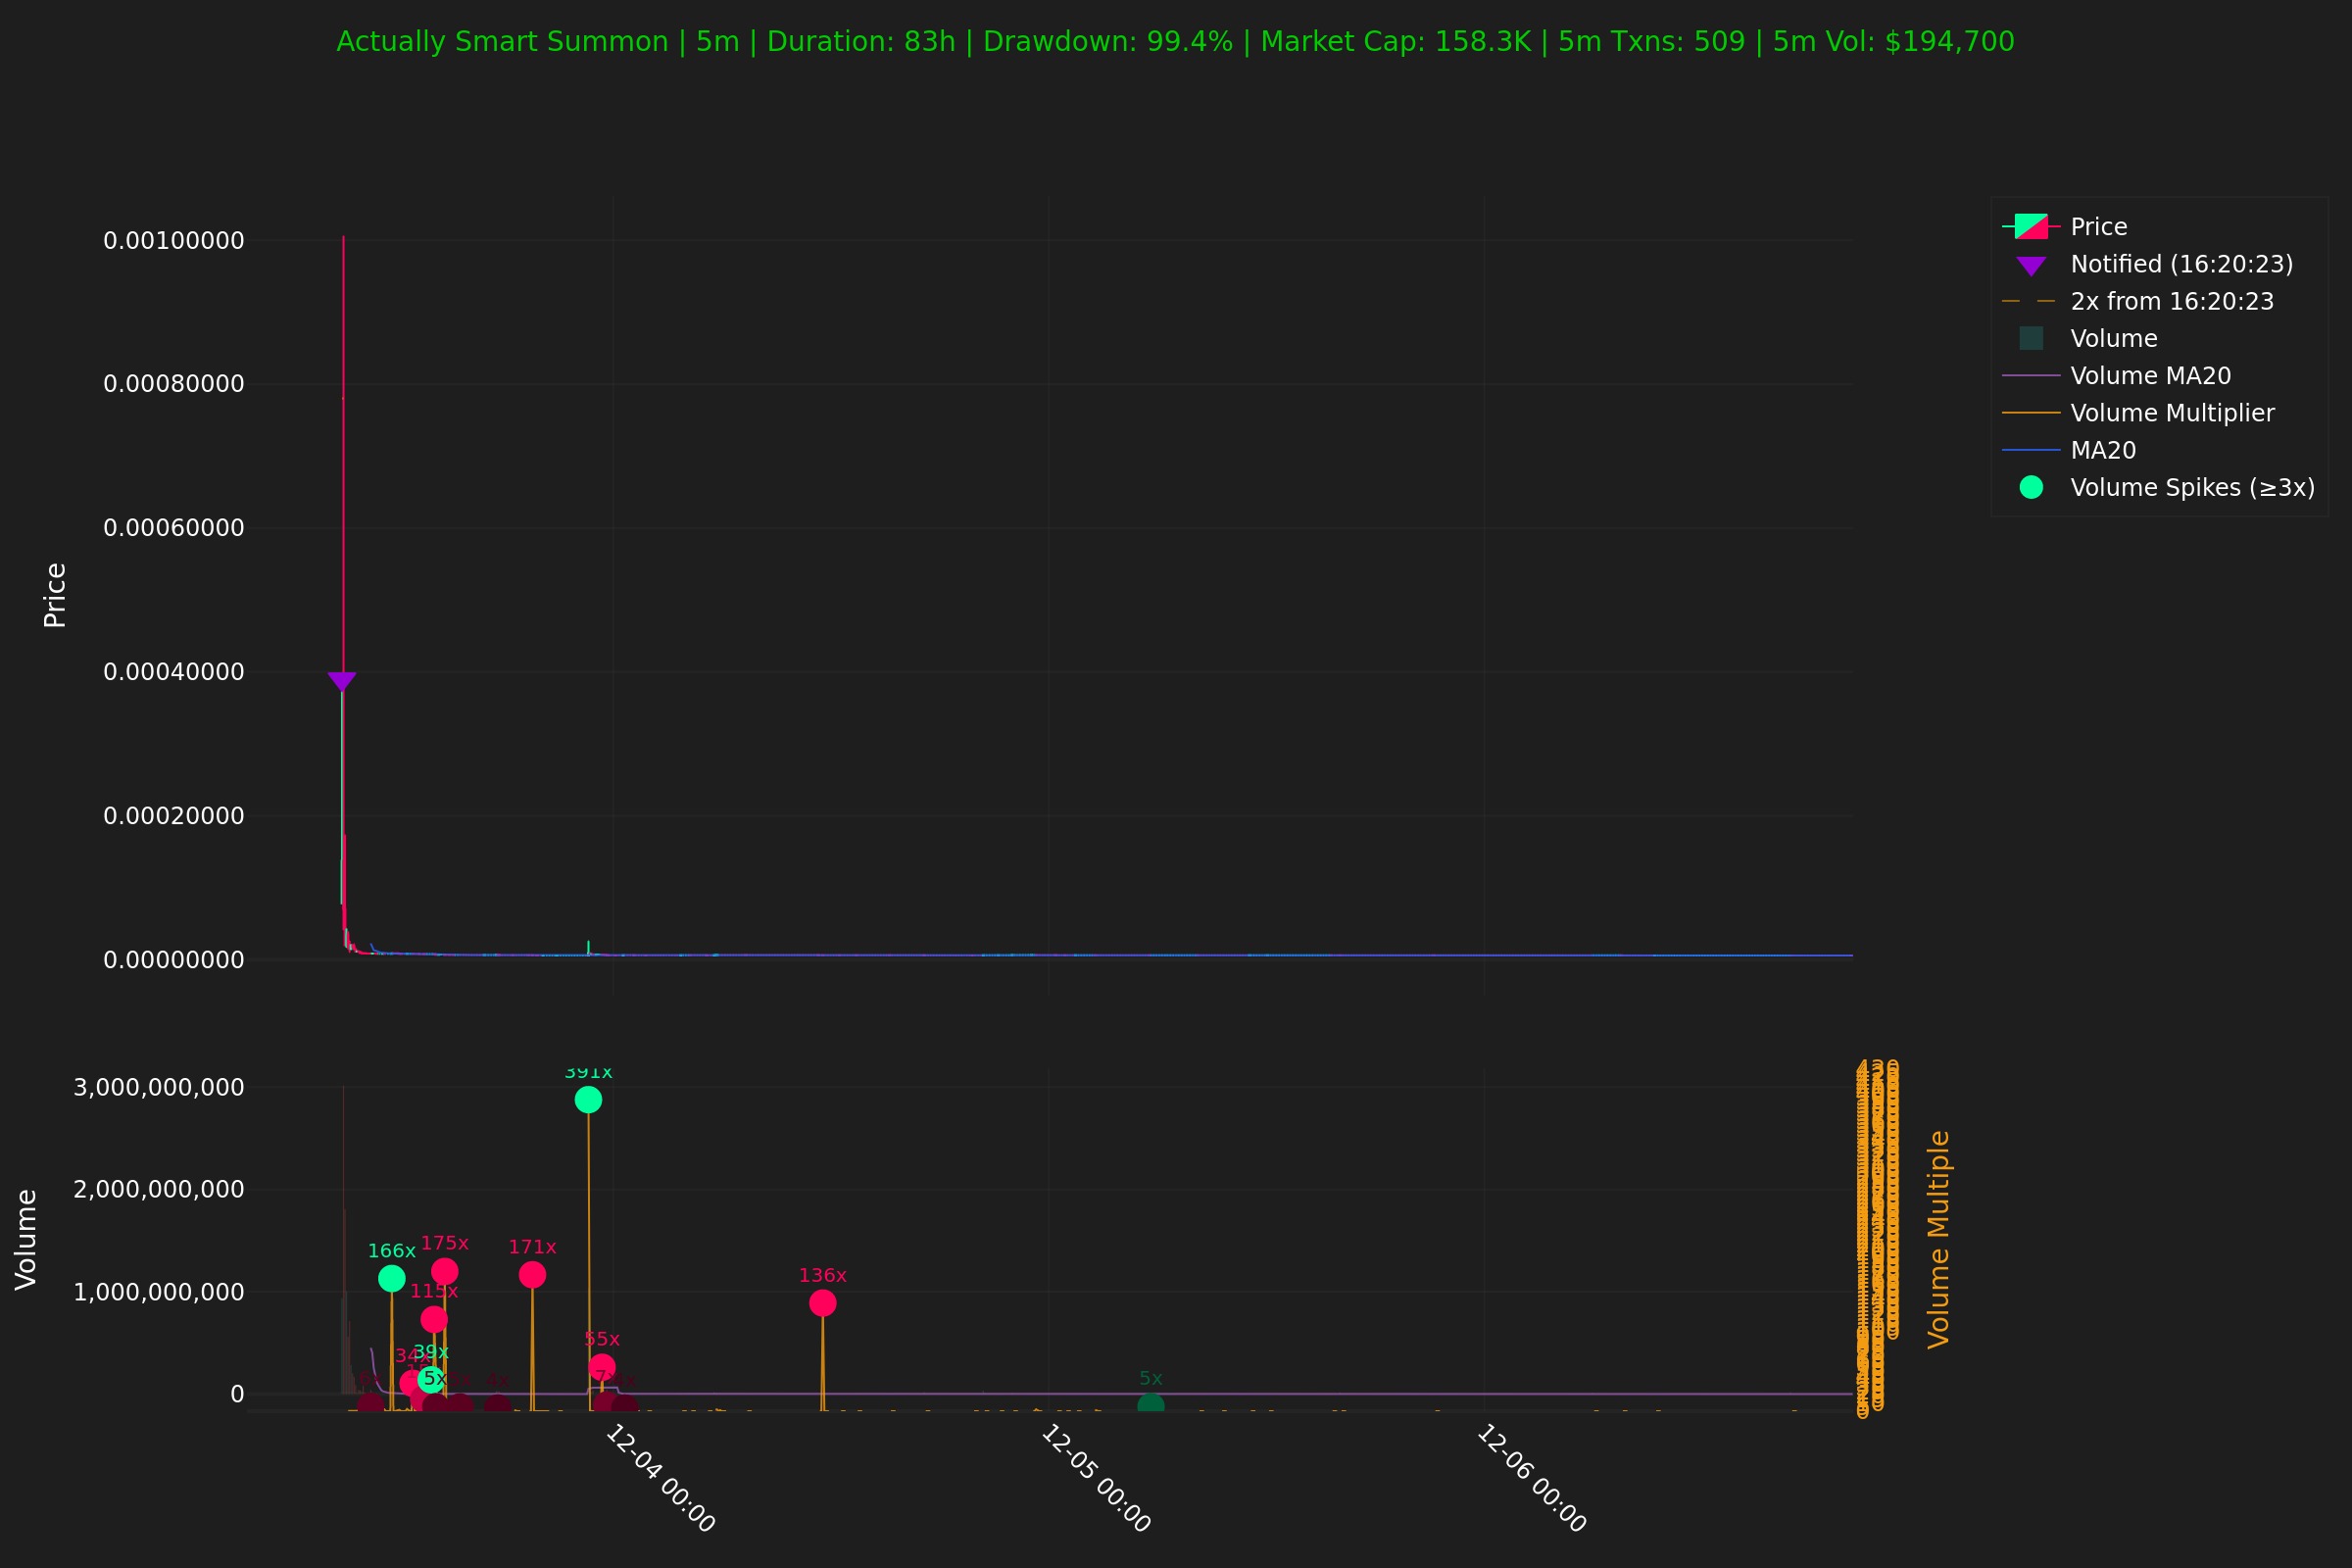 Actually Smart Summon | 5m | Duration: 83h | Drawdown: 99.4% | Market Cap: 158.3K | 5m Txns: 509 | 5m Vol: $194,700
Price
0.00100000
0.00080000
0.00060000
0.00040000
0.00020000
0.00000000
Price
Notified (16:20:23)
2x from 16:20:23
Volume
Volume MA20
Volume Multiplier
MA20
Volume Spikes (≥3x)
Volume
3,000,000,000
2,000,000,000
1,000,000,000
0
391x
166x
175x
171x
115x
136x
55x
39x
34x
5x
4x
5x
Volume Multiple
12-04 00:00
12-05 00:00
12-06 00:00